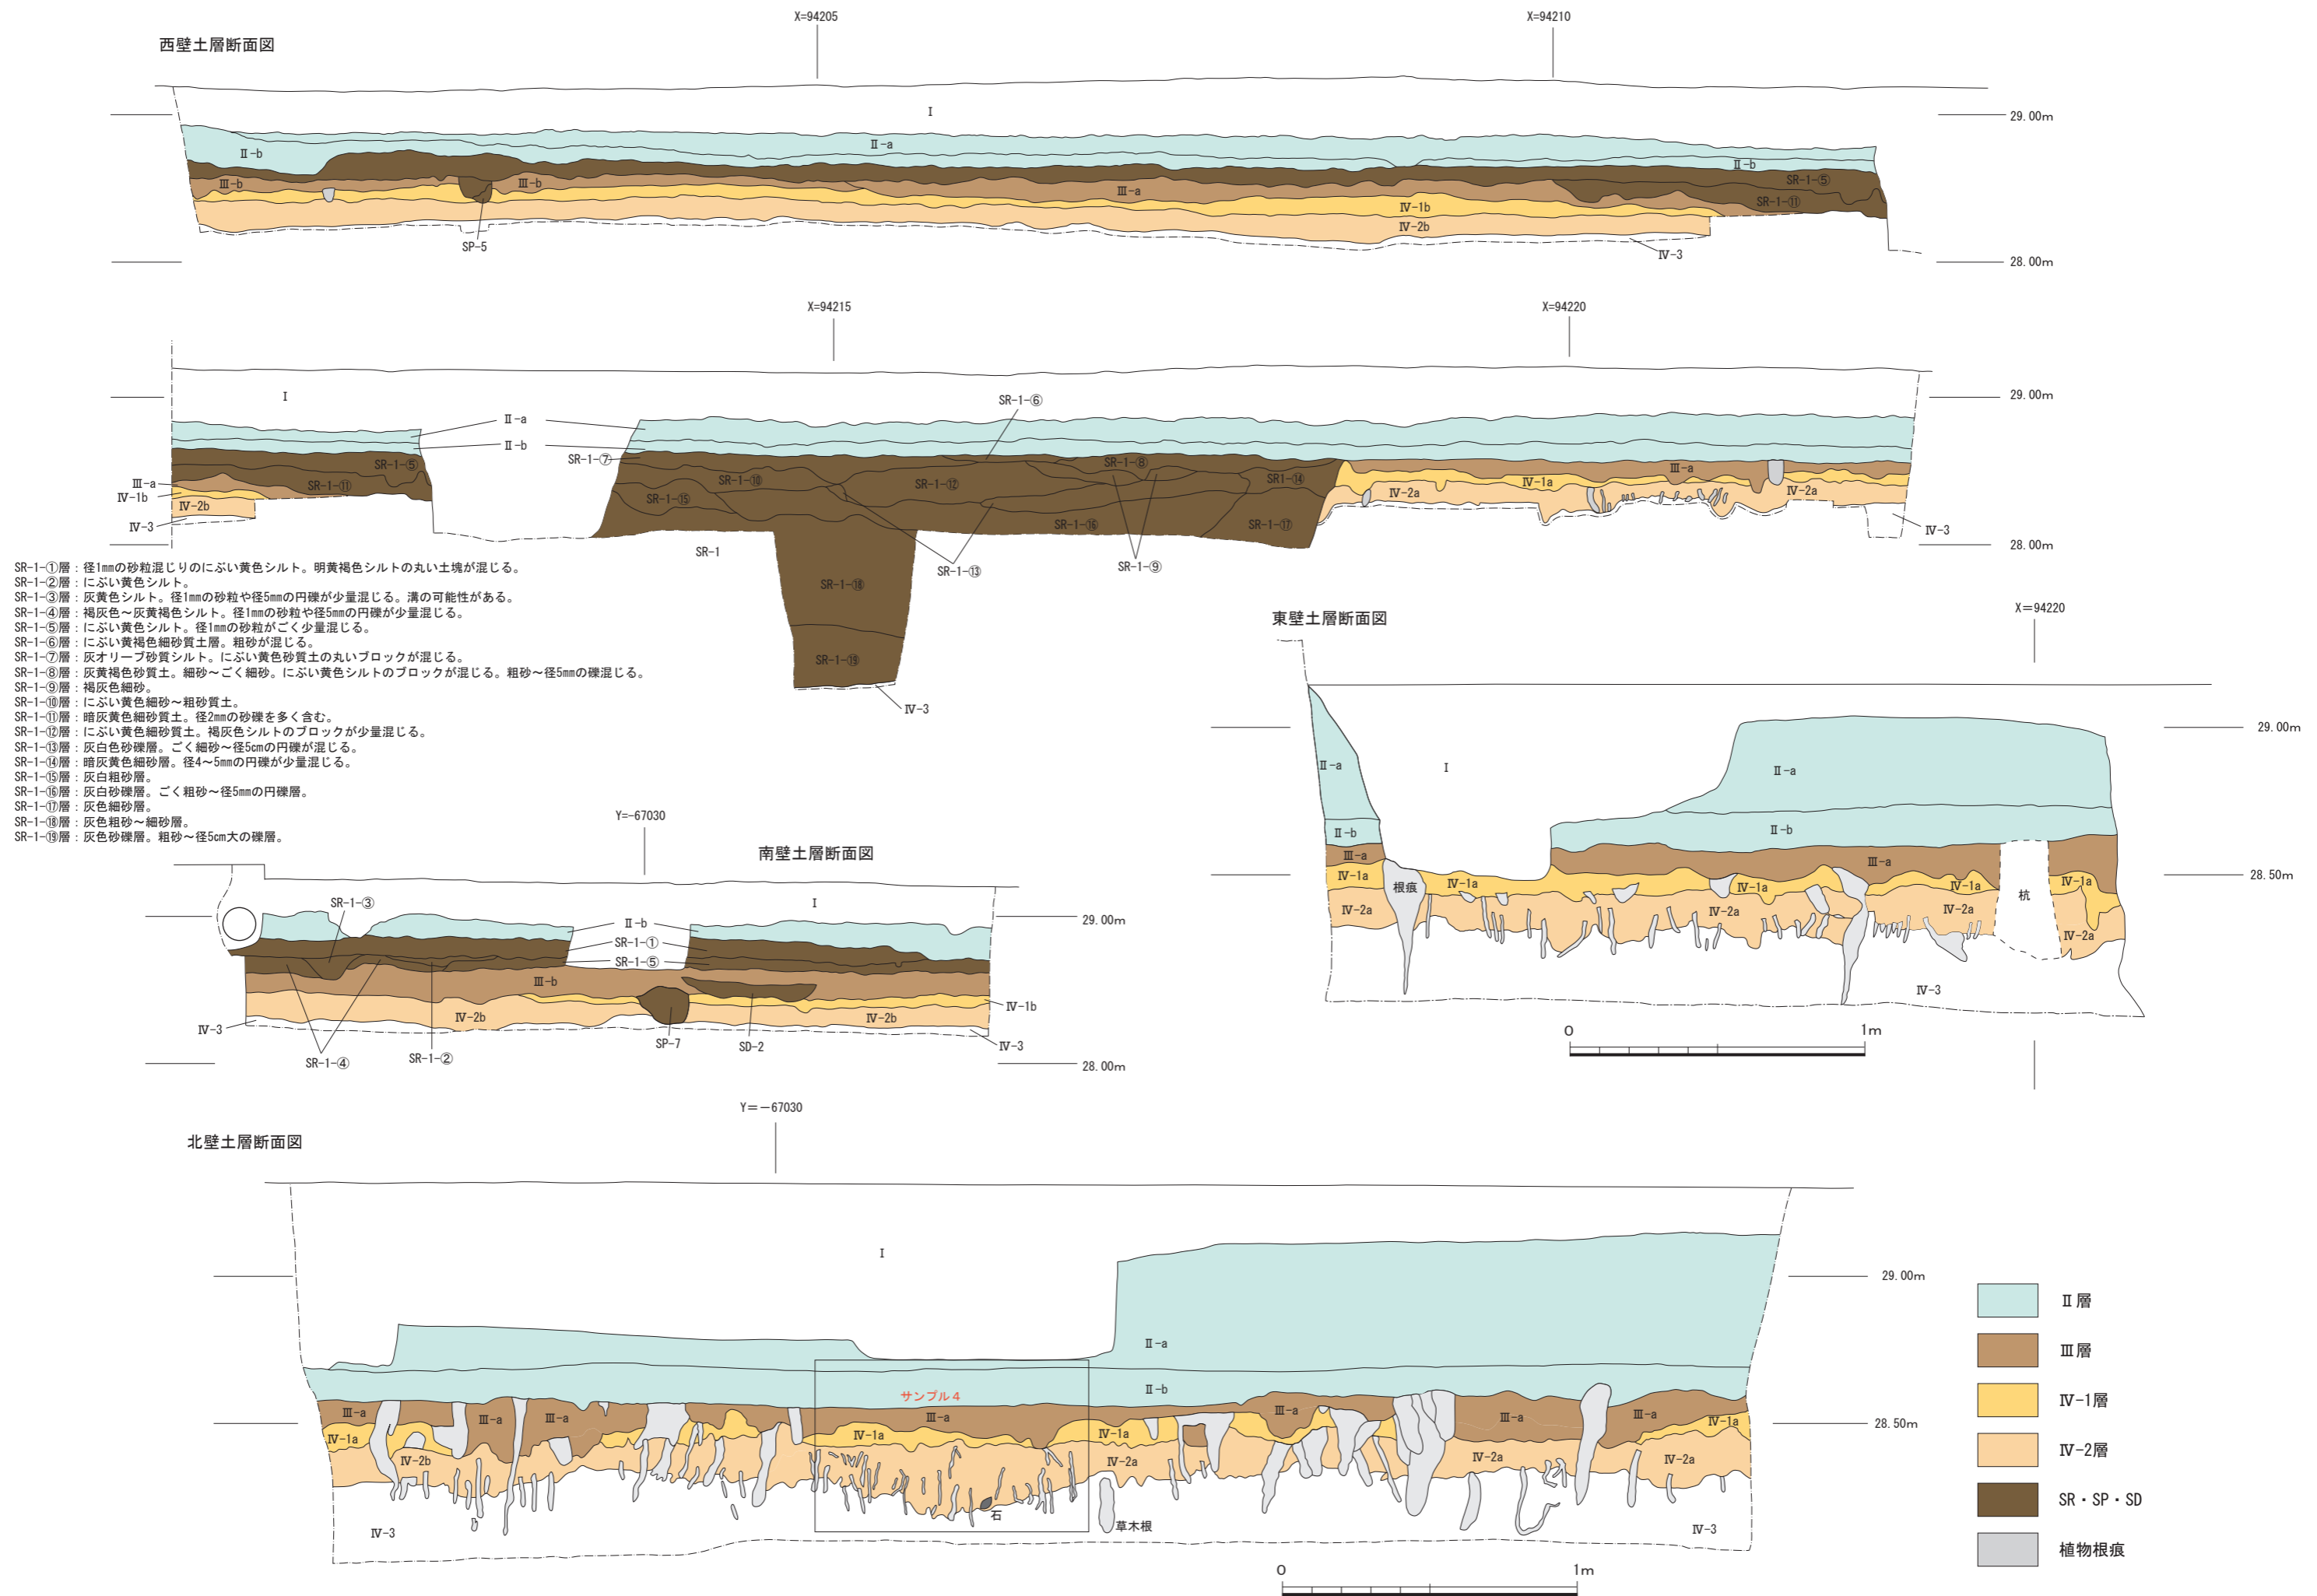 X=94205
X=94210
西壁土層断面図
Ⅰ
29.00m
Ⅱ-a
Ⅱ-b
Ⅱ-b
SR-1-⑤
Ⅲ-b
Ⅲ-b
Ⅲ-a
SR-1-⑪
Ⅳ-1b
Ⅳ-2b
SP-5
Ⅳ-3
28.00m
X=94215
X=94220
Ⅰ
29.00m
SR-1-⑥
Ⅱ-a
Ⅱ-b
SR-1-⑦
SR-1-⑤
SR-1-⑧
Ⅲ-a
SR-1-⑩
SR-1-⑫
SR-1-⑭
Ⅲ-a
SR-1-⑪
Ⅳ-1a
Ⅳ-1b
SR-1-⑮
Ⅳ-2a
Ⅳ-2a
Ⅳ-2b
Ⅳ-3
SR-1-⑯
SR-1-⑰
Ⅳ-3
28.00m
SR-1
SR-1-⑬
SR-1-⑨
SR-1-⑱
SR-1-⑲
Ⅳ-3
SR-1-①層：径1㎜の砂粒混じりのにぶい黄色シルト。明黄褐色シルトの丸い土塊が混じる。
SR-1-②層：にぶい黄色シルト。
SR-1-③層：灰黄色シルト。径1㎜の砂粒や径5㎜の円礫が少量混じる。溝の可能性がある。
SR-1-④層：褐灰色～灰黄褐色シルト。径1㎜の砂粒や径5㎜の円礫が少量混じる。
SR-1-⑤層：にぶい黄色シルト。径1㎜の砂粒がごく少量混じる。
SR-1-⑥層：にぶい黄褐色細砂質土層。粗砂が混じる。
SR-1-⑦層：灰オリーブ砂質シルト。にぶい黄色砂質土の丸いブロックが混じる。
SR-1-⑧層：灰黄褐色砂質土。細砂～ごく細砂。にぶい黄色シルトのブロックが混じる。粗砂～径5㎜の礫混じる。
SR-1-⑨層：褐灰色細砂。
SR-1-⑩層：にぶい黄色細砂～粗砂質土。
SR-1-⑪層：暗灰黄色細砂質土。径2㎜の砂礫を多く含む。
SR-1-⑫層：にぶい黄色細砂質土。褐灰色シルトのブロックが少量混じる。
SR-1-⑬層：灰白色砂礫層。ごく細砂～径5㎝の円礫が混じる。
SR-1-⑭層：暗灰黄色細砂層。径4～5㎜の円礫が少量混じる。
SR-1-⑮層：灰白粗砂層。
SR-1-⑯層：灰白砂礫層。ごく粗砂～径5㎜の円礫層。
SR-1-⑰層：灰色細砂層。
SR-1-⑱層：灰色粗砂～細砂層。
SR-1-⑲層：灰色砂礫層。粗砂～径5㎝大の礫層。
東壁土層断面図
X＝94220
29.00m
Ⅱ-a
Ⅰ
Ⅱ-a
Ⅱ-b
Ⅱ-b
Ⅲ-a
Ⅲ-a
28.50m
Ⅳ-1a
根痕
Ⅳ-1a
Ⅳ-1a
Ⅳ-1a
杭
Ⅳ-1a
Ⅳ-2a
Ⅳ-2a
Ⅳ-2a
Ⅳ-2a
Ⅳ-3
0
1m
Y=-67030
南壁土層断面図
SR-1-③
Ⅰ
29.00m
Ⅱ-b
SR-1-①
SR-1-⑤
Ⅲ-b
Ⅳ-1b
Ⅳ-2b
Ⅳ-2b
Ⅳ-3
SR-1-④
SR-1-②
SP-7
SD-2
Ⅳ-3
28.00m
Y＝－67030
北壁土層断面図
Ⅰ
29.00m
Ⅱ-a
Ⅱ-b
サンプル４
Ⅲ-a
Ⅲ-a
Ⅲ-a
Ⅲ-a
Ⅲ-a
Ⅲ-a
Ⅲ-a
Ⅳ-1a
28.50m
Ⅳ-1a
Ⅳ-1a
Ⅳ-1a
Ⅳ-2b
Ⅳ-2a
Ⅳ-2a
Ⅳ-2a
石
草木根
Ⅳ-3
Ⅳ-3
0
1m
Ⅱ層
Ⅲ層
Ⅳ-1層
Ⅳ-2層
SR・SP・SD
植物根痕